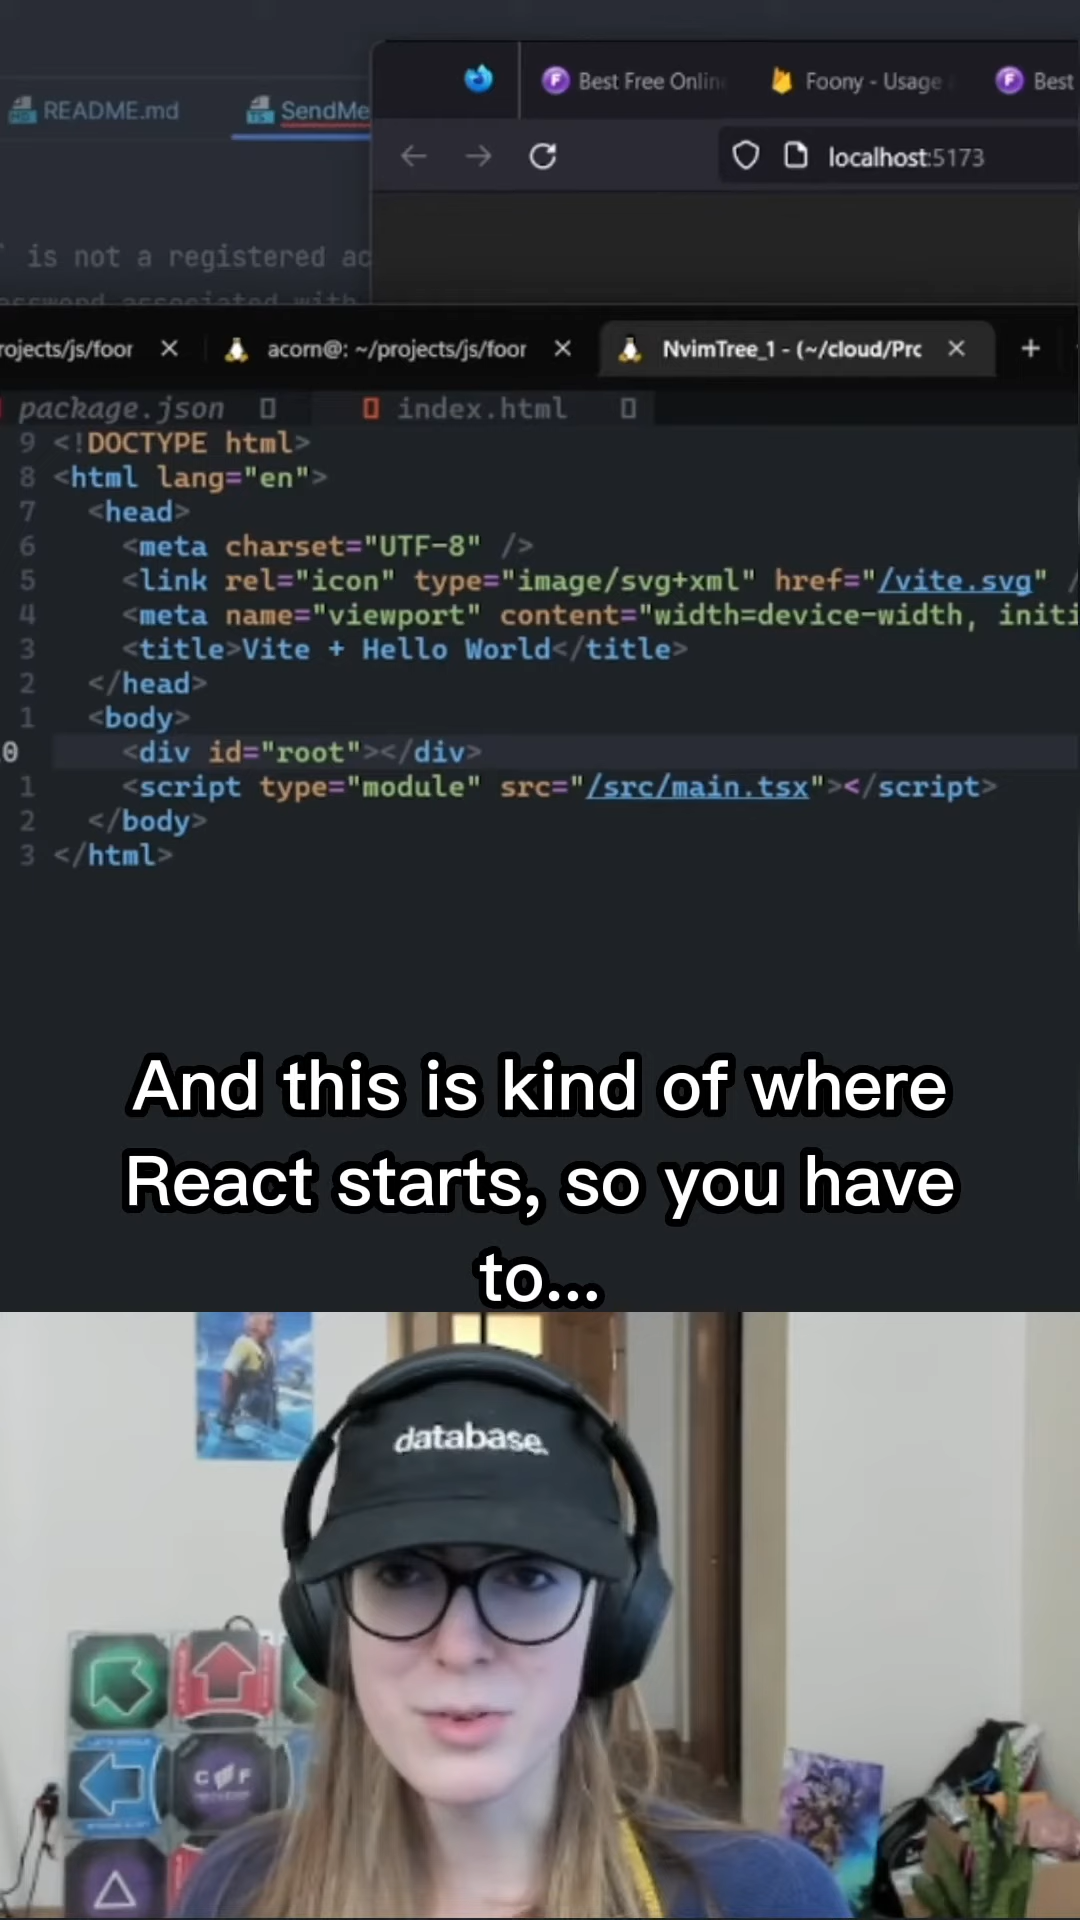 README.md
SendMe
Best Free Onlin
Foony - Usage
Best
localhost:5173
` is not a registered ac
password associated with
rojects/js/foor
acorn@: ~/projects/js/foor
NvimTree_1 - (~/cloud/Prc
package.json
index.html
9 <!DOCTYPE html>
8 <html lang="en">
7 <head>
6 <meta charset="UTF-8" />
5 <link rel="icon" type="image/svg+xml" href="/vite.svg" /
4 <meta name="viewport" content="width=device-width, initi
3 <title>Vite + Hello World</title>
2 </head>
1 <body>
0 <div id="root"></div>
1 <script type="module" src="/src/main.tsx"></script>
2 </body>
3 </html>
And this is kind of where
React starts, so you have
to...
database.
C F